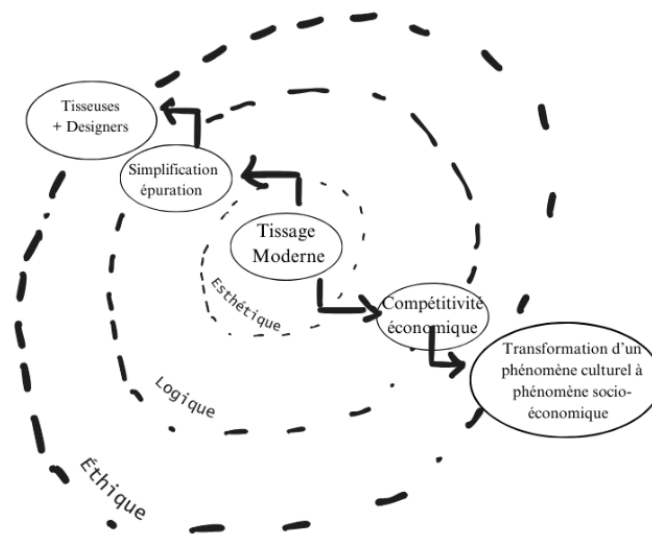 Tisseuses
+ Designers
Simplification
épuration
Tissage
Moderne
Esthétique
Compétitivité
économique
Transformation d'un
phénomène culturel à
phénomène socio-
économique
Logique
Éthique